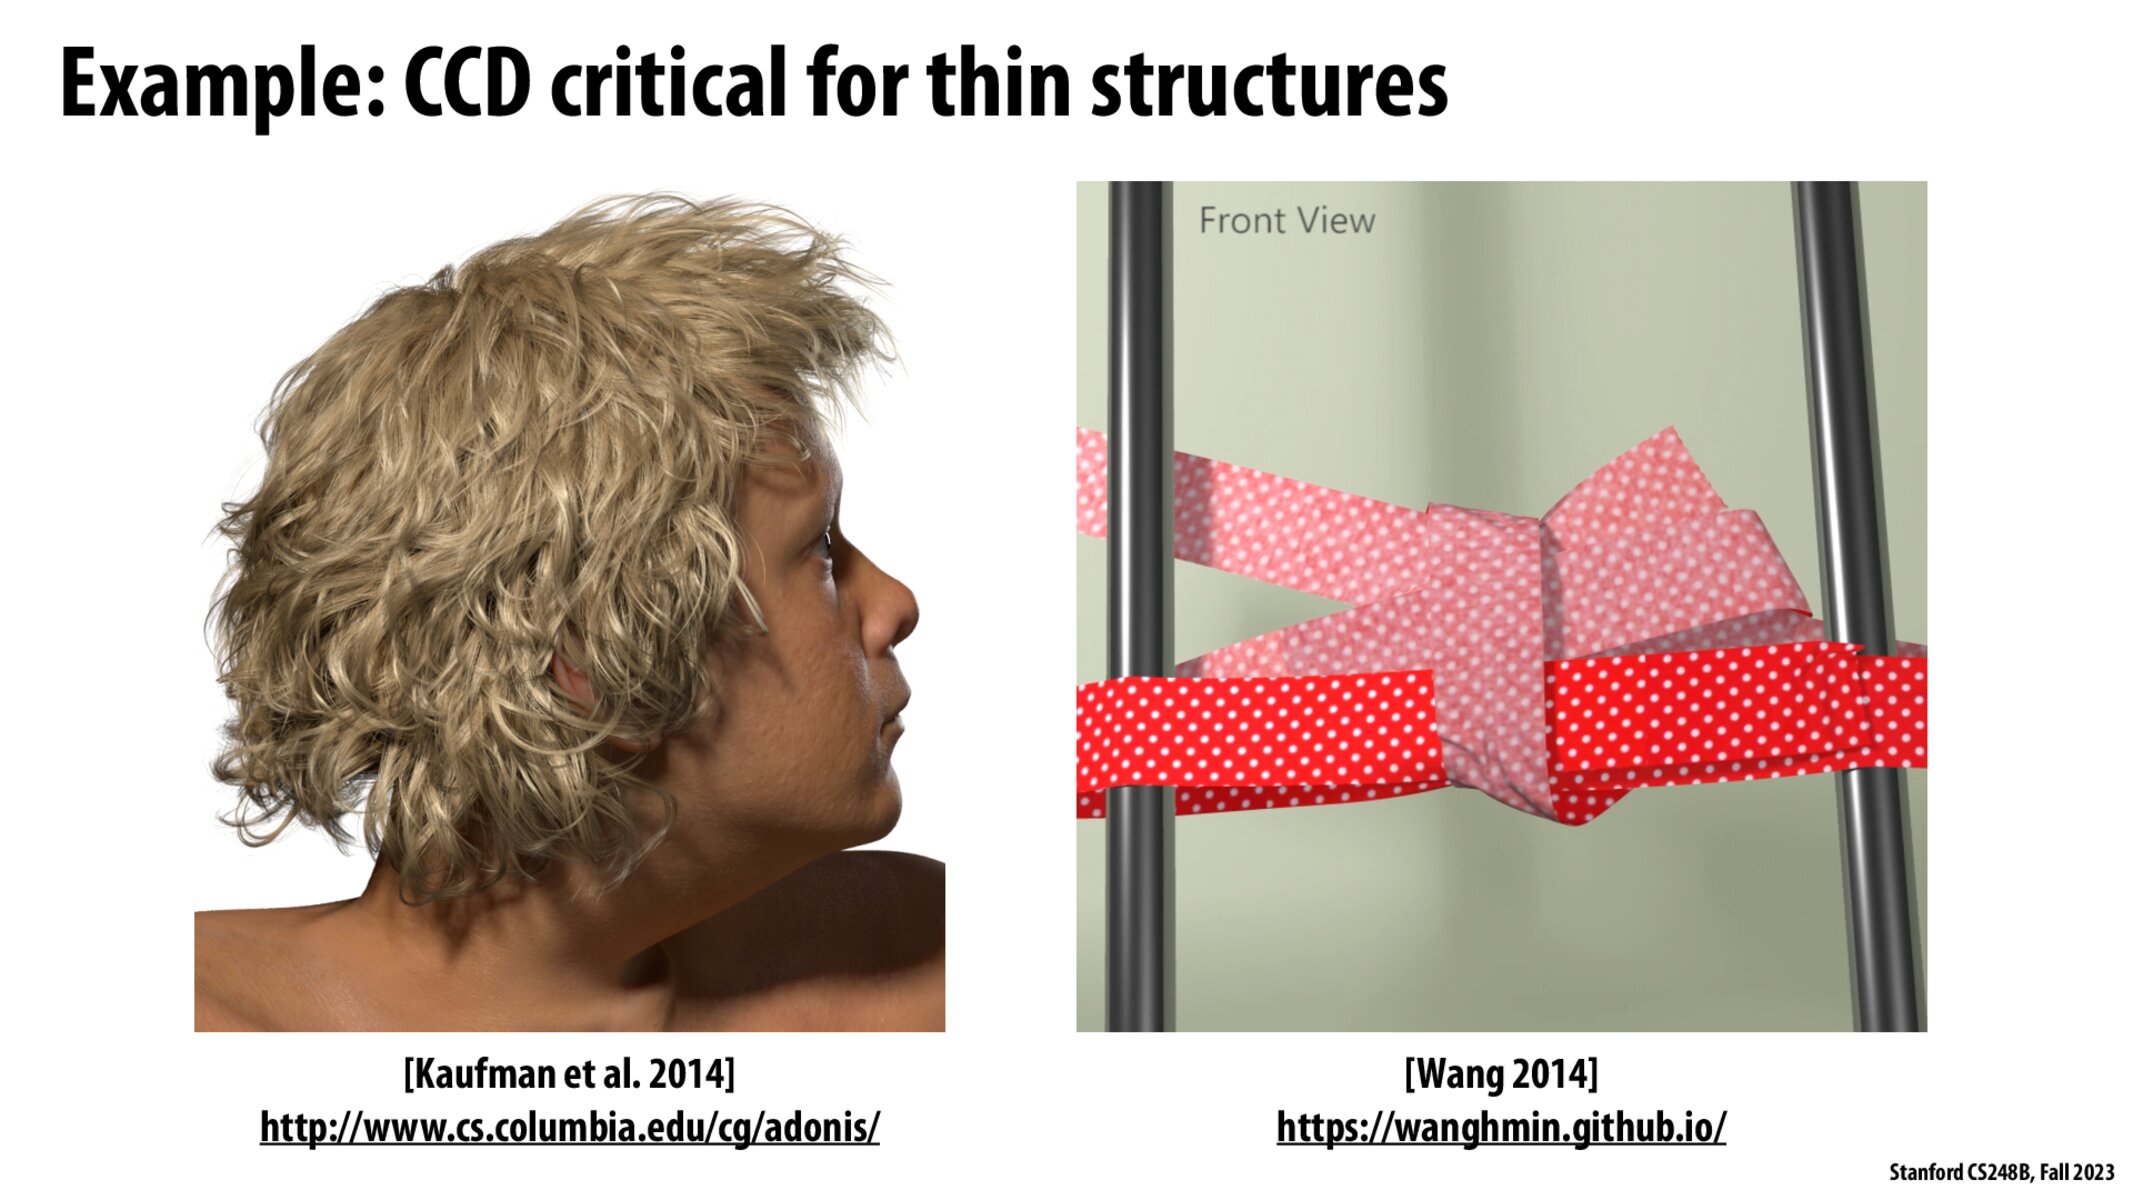 Example: CCD critical for thin structures
Front View
[Kaufman et al. 2014]
http://www.cs.columbia.edu/cg/adonis/
[Wang 2014]
https://wanghmin.github.io/
Stanford CS248B, Fall 2023